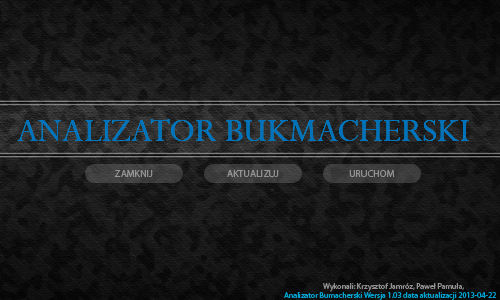 ANALIZATOR BUKMACHERSKI
ZAMKNIJ AKTUALIZUJ URUCHOM
Wykonali: Krzysztof Jamróz, Paweł Pamuła,
Analizator Bumacherski Wersja 1.03 data aktualizacji 2013-04-22